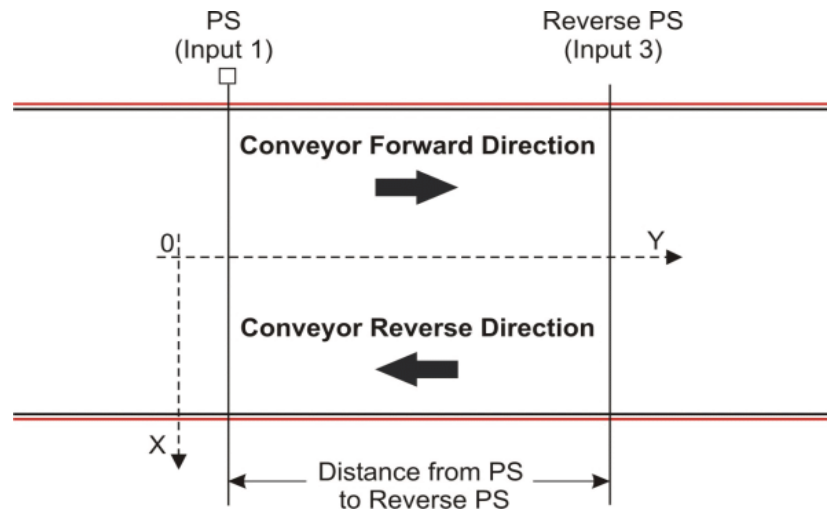 PS
(Input 1)
Reverse PS
(Input 3)
Conveyor Forward Direction
0
Y
Conveyor Reverse Direction
X
Distance from PS
to Reverse PS